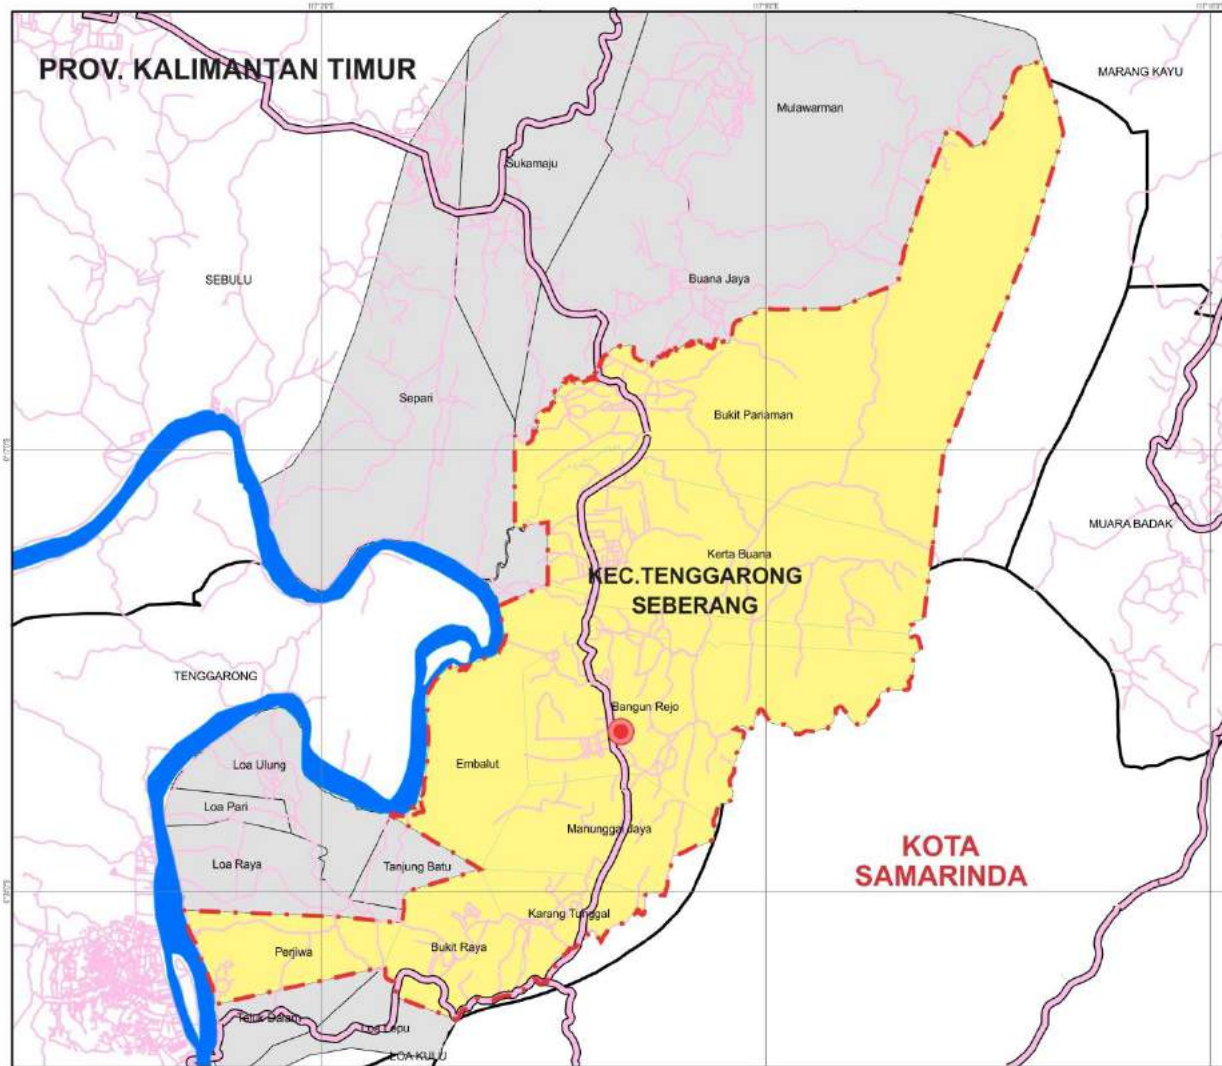 PROV. KALIMANTAN TIMUR
MARANG KAYU
Mulawarman
Sukamaju
SEBULU
Buana Jaya
Separi
Bukit Pariaman
MUARA BADAK
Kerta Buana
KEC.TENGGARONG
SEBERANG
TENGGARONG
Bangun Rejo
Loa Ulung
Embalut
Loa Pari
Manunggal Jaya
KOTA
SAMARINDA
Loa Raya
Tanjung Batu
Karang Tunggal
Bukit Raya
Perjiwa
Teluk Dalam
Loa Lepu
LOA KULU